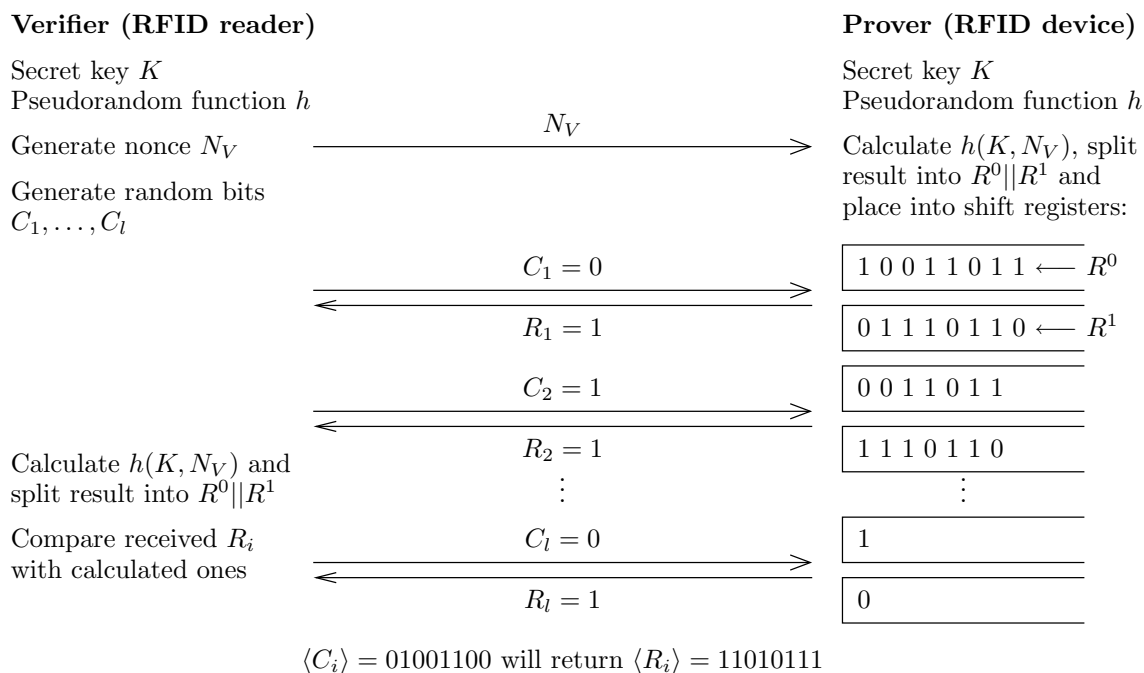 Verifier (RFID reader)
Prover (RFID device)
Secret key K
Pseudorandom function h
Secret key K
Pseudorandom function h
Generate nonce N_V
N_V
Calculate h(K, N_V), split
result into R^0||R^1 and
place into shift registers:
Generate random bits
C_1, . . . , C_l
C_1 = 0
1 0 0 1 1 0 1 1 ⟵ R^0
R_1 = 1
0 1 1 1 0 1 1 0 ⟵ R^1
C_2 = 1
0 0 1 1 0 1 1
R_2 = 1
1 1 1 0 1 1 0
Calculate h(K, N_V) and
split result into R^0||R^1
⋮
⋮
Compare received R_i
with calculated ones
C_l = 0
1
R_l = 1
0
⟨C_i⟩ = 01001100 will return ⟨R_i⟩ = 11010111